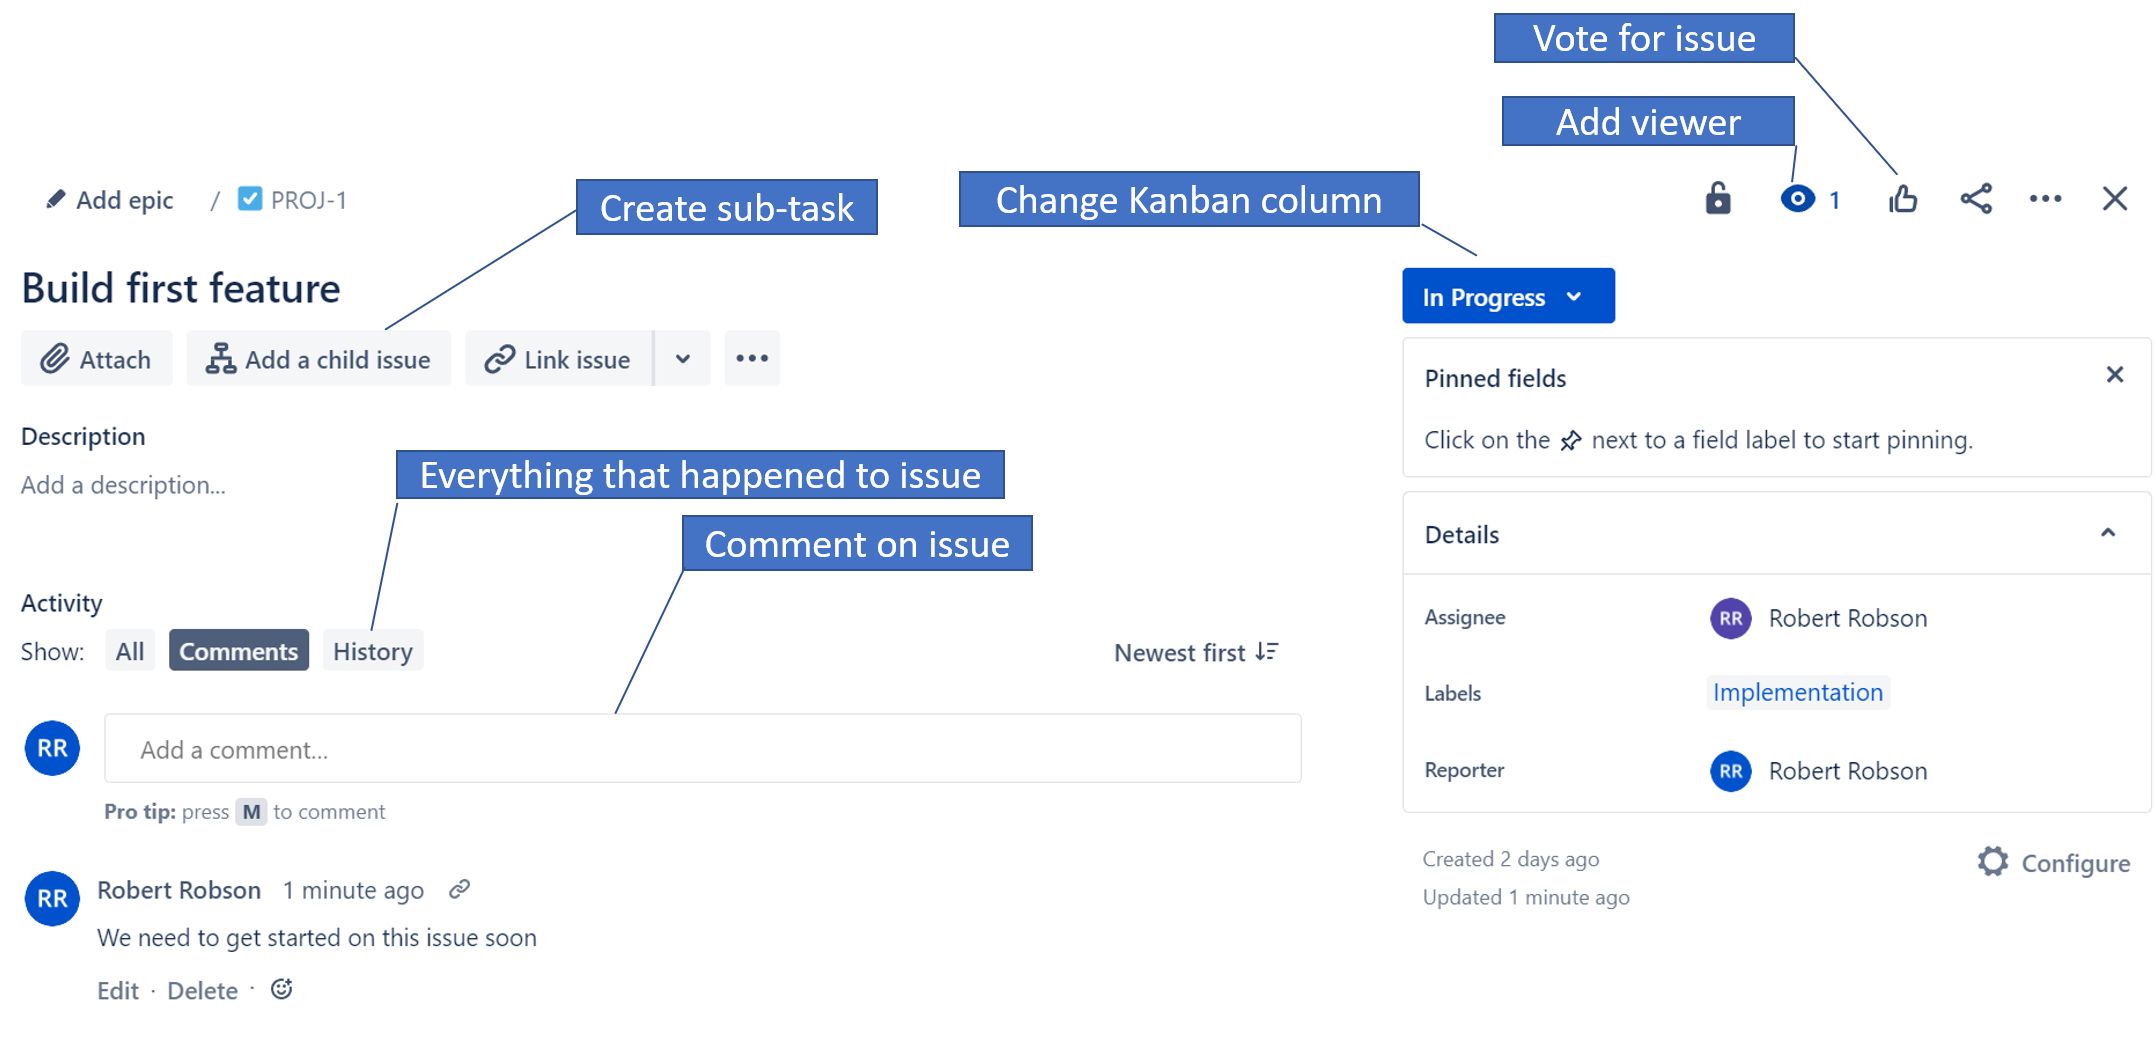 Vote for issue
Add viewer
Add epic / PROJ-1
Create sub-task
Change Kanban column
1
Build first feature
In Progress
Attach
Add a child issue
Link issue
Pinned fields
Click on the next to a field label to start pinning.
Description
Add a description...
Everything that happened to issue
Comment on issue
Details
Activity
Show: All Comments History
Newest first
Assignee RR Robert Robson
Labels Implementation
Reporter RR Robert Robson
RR Add a comment...
Pro tip: press M to comment
Created 2 days ago
Updated 1 minute ago
Configure
RR Robert Robson 1 minute ago
We need to get started on this issue soon
Edit · Delete ·